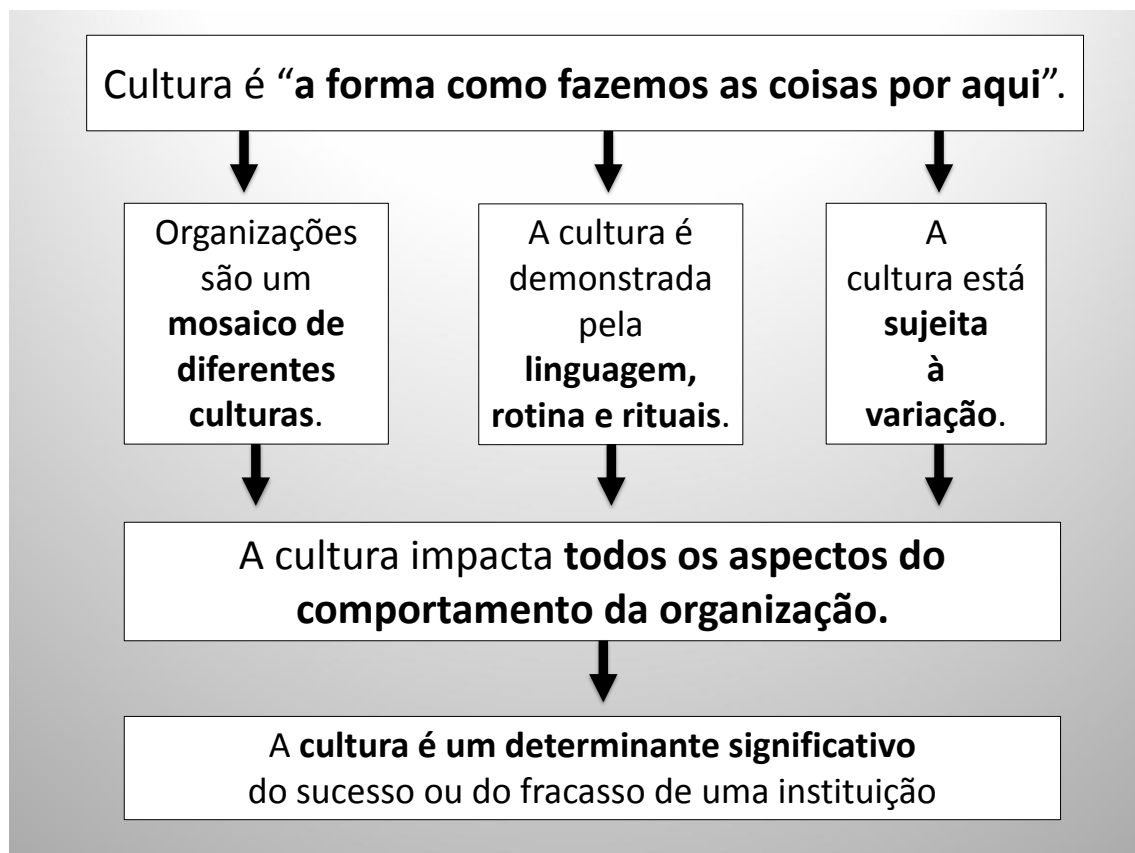 Cultura é “a forma como fazemos as coisas por aqui”.
Organizações
são um
mosaico de
diferentes
culturas.
A cultura é
demonstrada
pela
linguagem,
rotina e rituais.
A
cultura está
sujeita
à
variação.
A cultura impacta todos os aspectos do
comportamento da organização.
A cultura é um determinante significativo
do sucesso ou do fracasso de uma instituição